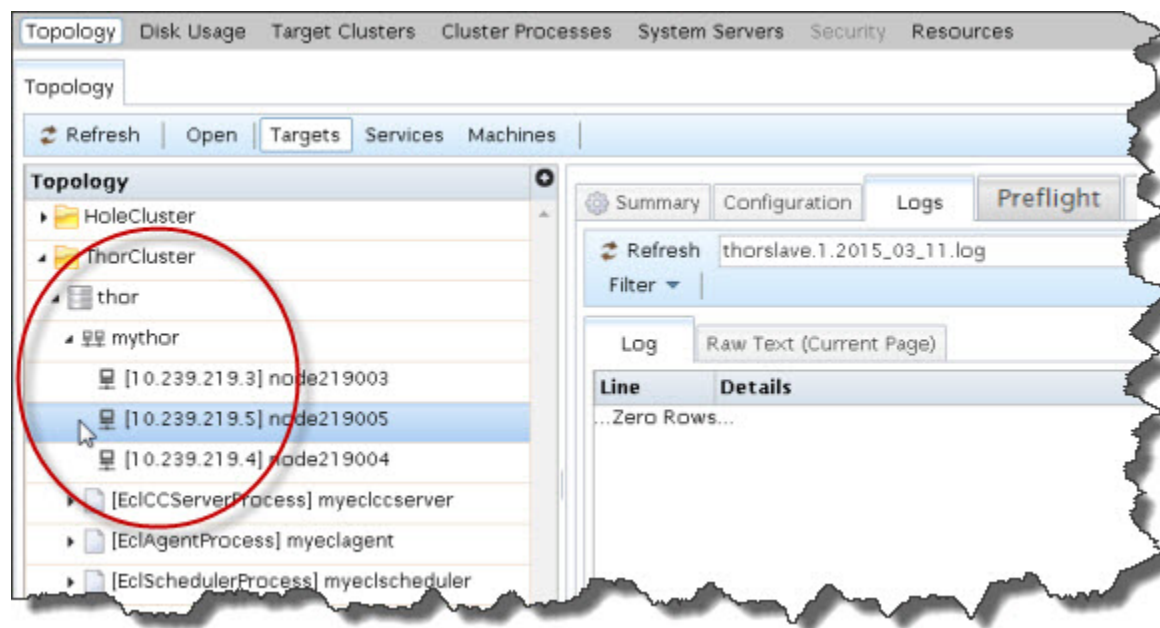 Topology Disk Usage Target Clusters Cluster Processes System Servers Security Resources
Topology
Refresh Open Targets Services Machines
Topology
HoleCluster
ThorCluster
thor
mythor
[10.239.219.3] node219003
[10.239.219.5] node219005
[10.239.219.4] node219004
[EclCCServerProcess] myeclccserver
[EclAgentProcess] myeclagent
[EclSchedulerProcess] myeclscheduler
Summary Configuration Logs Preflight
Refresh thorslave.1.2015_03_11.log
Filter
Log Raw Text (Current Page)
Line Details
...Zero Rows...